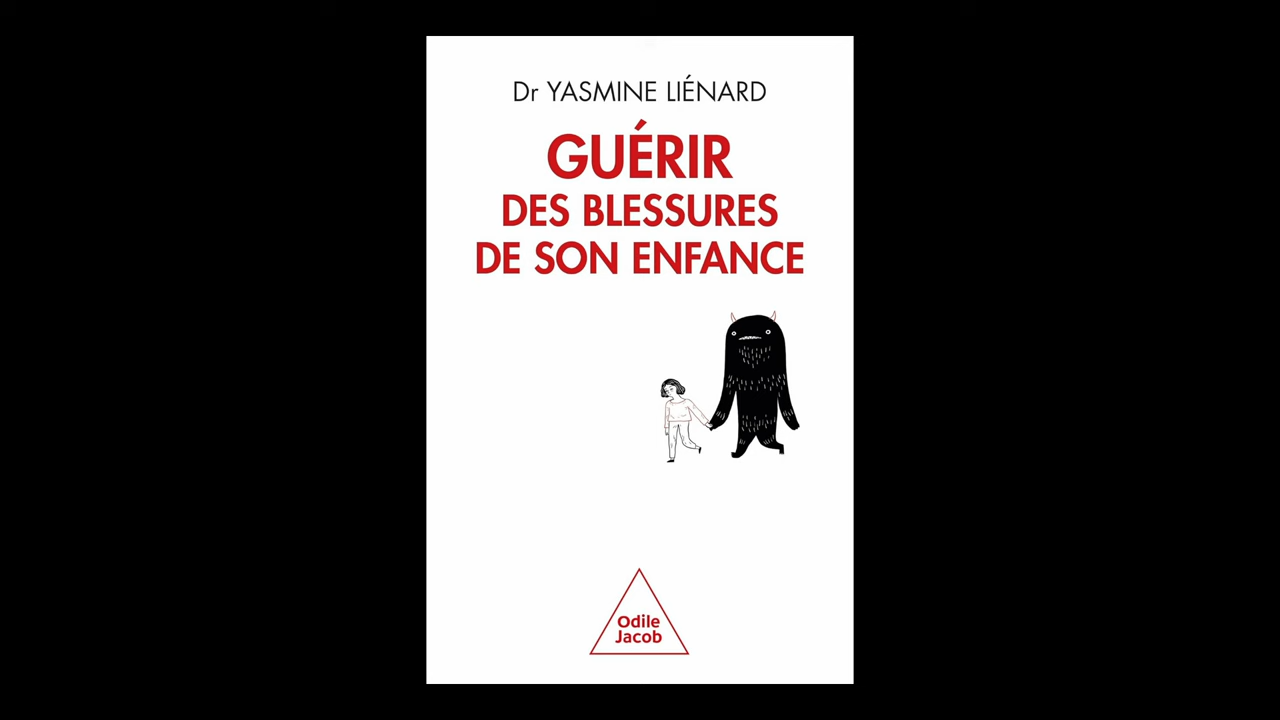 Dr YASMINE LIÉNARD
GUÉRIR
DES BLESSURES
DE SON ENFANCE
Odile
Jacob